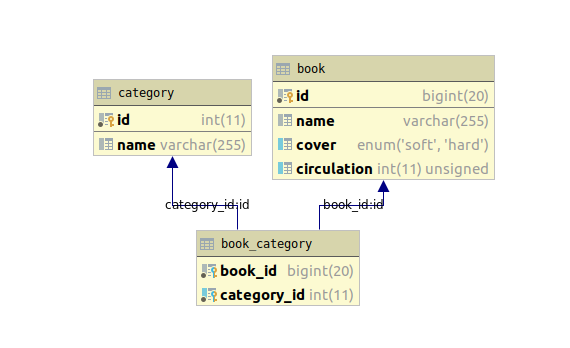 category
id int(11)
name varchar(255)
book
id bigint(20)
name varchar(255)
cover enum('soft', 'hard')
circulation int(11) unsigned
category_id:id
book_id:id
book_category
book_id bigint(20)
category_id int(11)